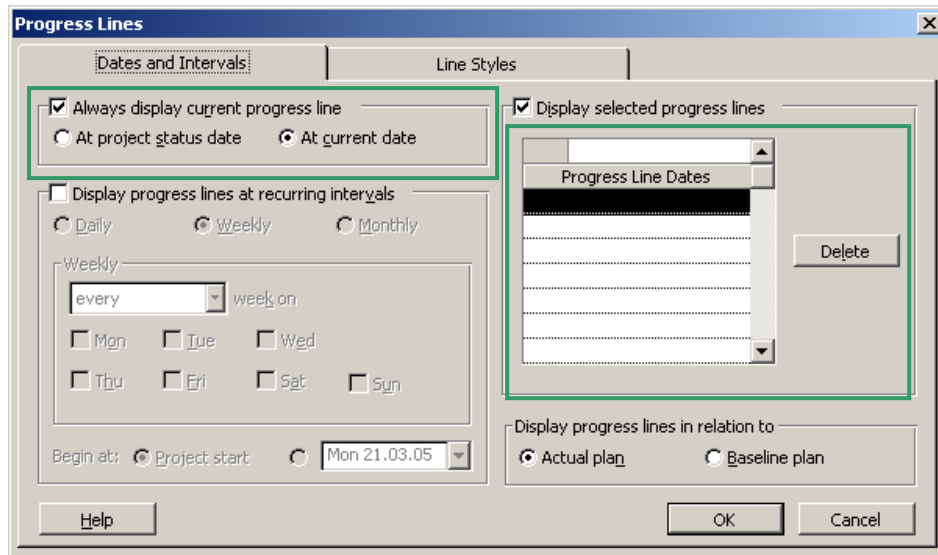 Progress Lines
Dates and Intervals
Line Styles
Always display current progress line
At project status date
At current date
Display progress lines at recurring intervals
Daily
Weekly
Monthly
Weekly
every
week on
Mon
Tue
Wed
Thu
Fri
Sat
Sun
Begin at:
Project start
Mon 21.03.05
Display selected progress lines
Progress Line Dates
Delete
Display progress lines in relation to
Actual plan
Baseline plan
Help
OK
Cancel